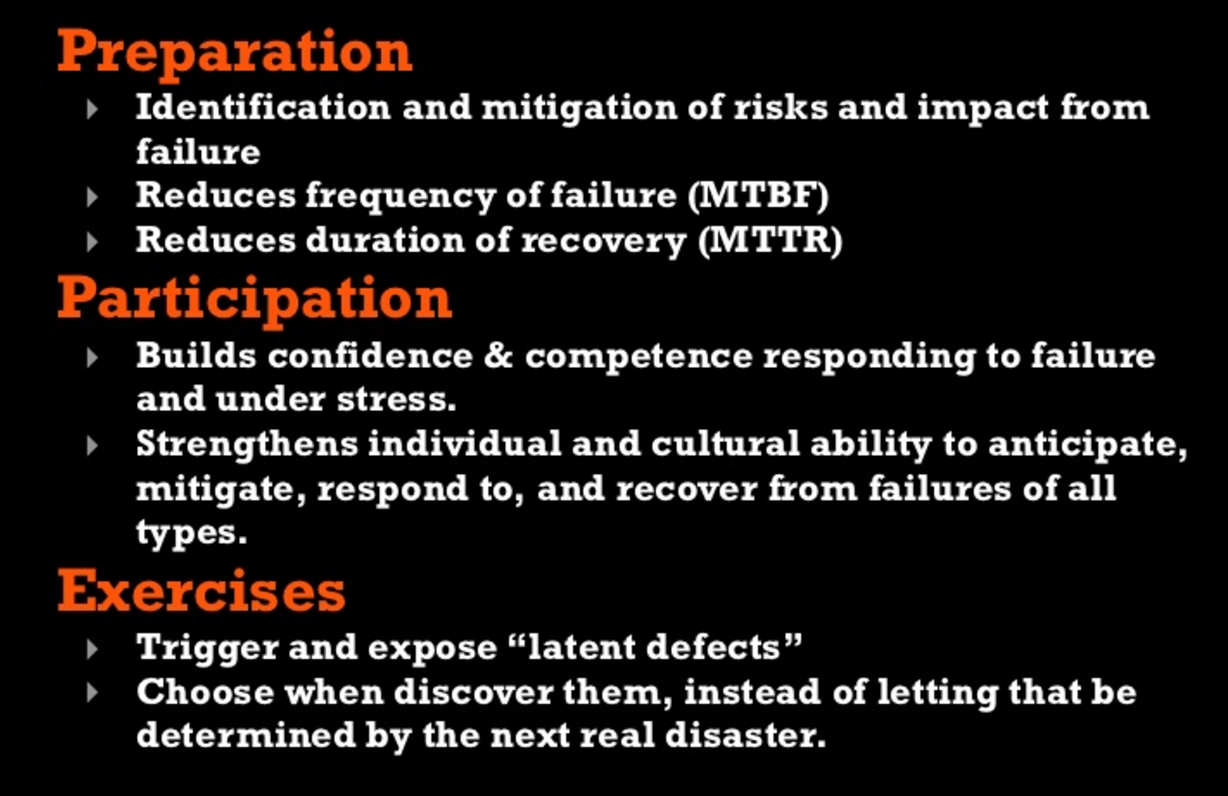 Preparation
Identification and mitigation of risks and impact from
failure
Reduces frequency of failure (MTBF)
Reduces duration of recovery (MTTR)
Participation
Builds confidence & competence responding to failure
and under stress.
Strengthens individual and cultural ability to anticipate,
mitigate, respond to, and recover from failures of all
types.
Exercises
Trigger and expose “latent defects”
Choose when discover them, instead of letting that be
determined by the next real disaster.